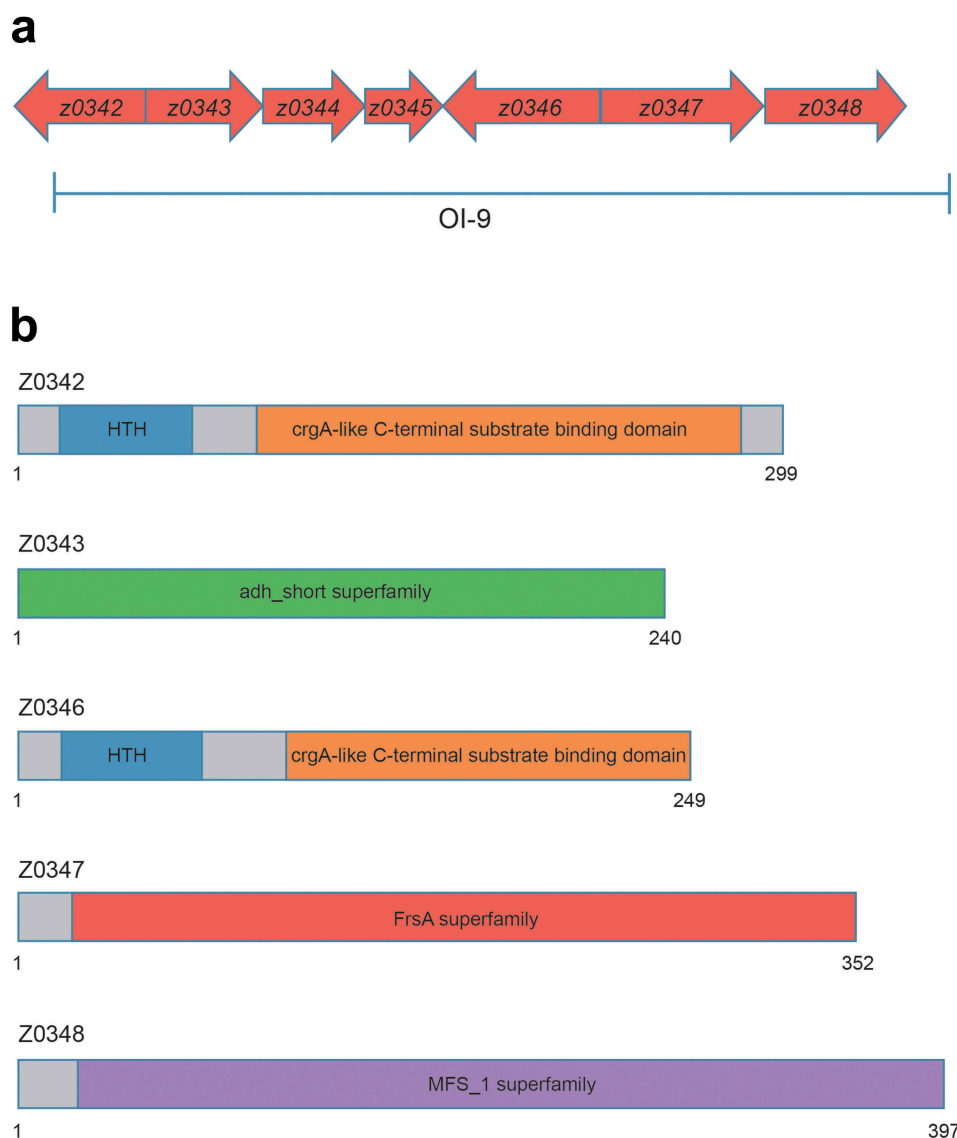 a
z0342 z0343 z0344 z0345 z0346 z0347 z0348
OI-9
b
Z0342
HTH crgA-like C-terminal substrate binding domain
1 299
Z0343
adh_short superfamily
1 240
Z0346
HTH crgA-like C-terminal substrate binding domain
1 249
Z0347
FrsA superfamily
1 352
Z0348
MFS_1 superfamily
1 397